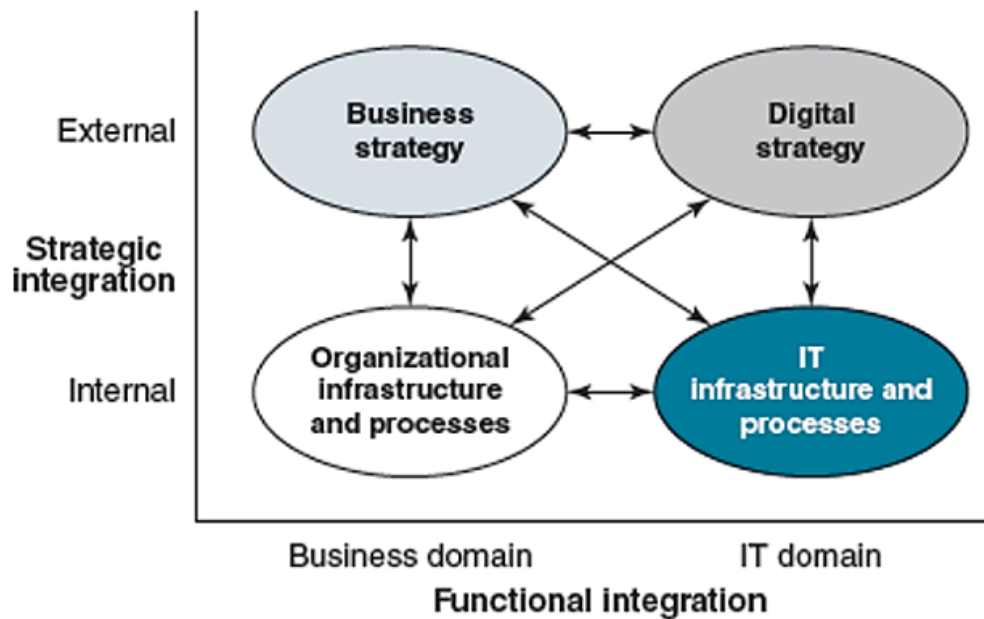 Business
strategy
Digital
strategy
External
Strategic
integration
Organizational
infrastructure
and processes
IT
infrastructure and
processes
Internal
Business domain
IT domain
Functional integration